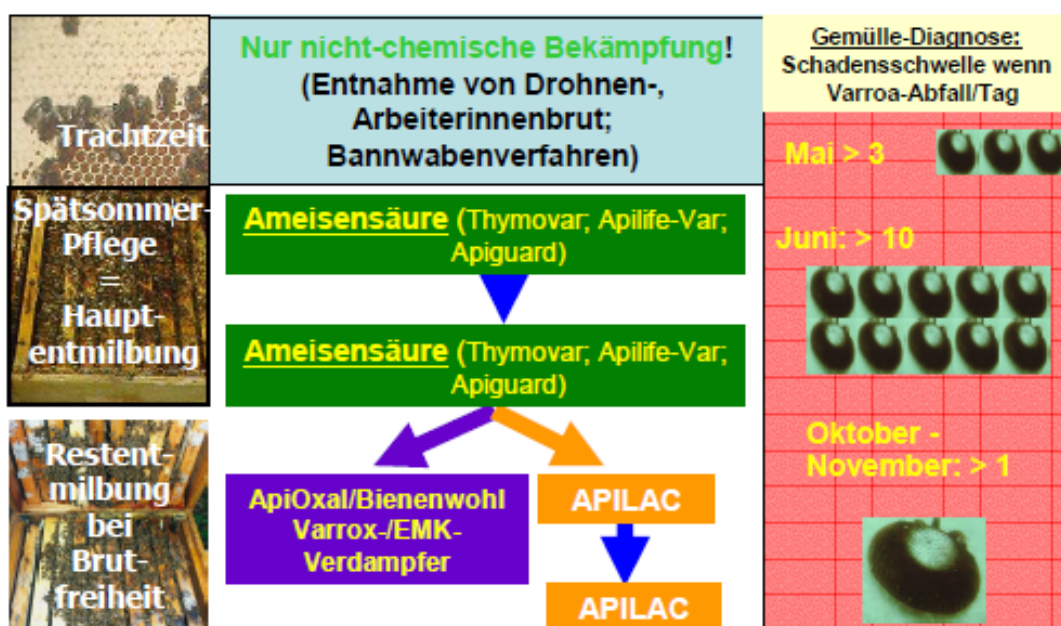 Trachtzeit
Nur nicht-chemische Bekämpfung!
(Entnahme von Drohnen-,
Arbeiterinnenbrut;
Bannwabenverfahren)
Gemülle-Diagnose:
Schadensschwelle wenn
Varroa-Abfall/Tag
Mai > 3
Juni: > 10
Oktober -
November: > 1
Spätsommer-
Pflege
=
Haupt-
entmilbung
Ameisensäure (Thymovar; Apilife-Var;
Apiguard)
Ameisensäure (Thymovar; Apilife-Var;
Apiguard)
Restent-
milbung
bei
Brut-
freiheit
ApiOxal/Bienenwohl
Varrox-/EMK-
Verdampfer
APILAC
APILAC